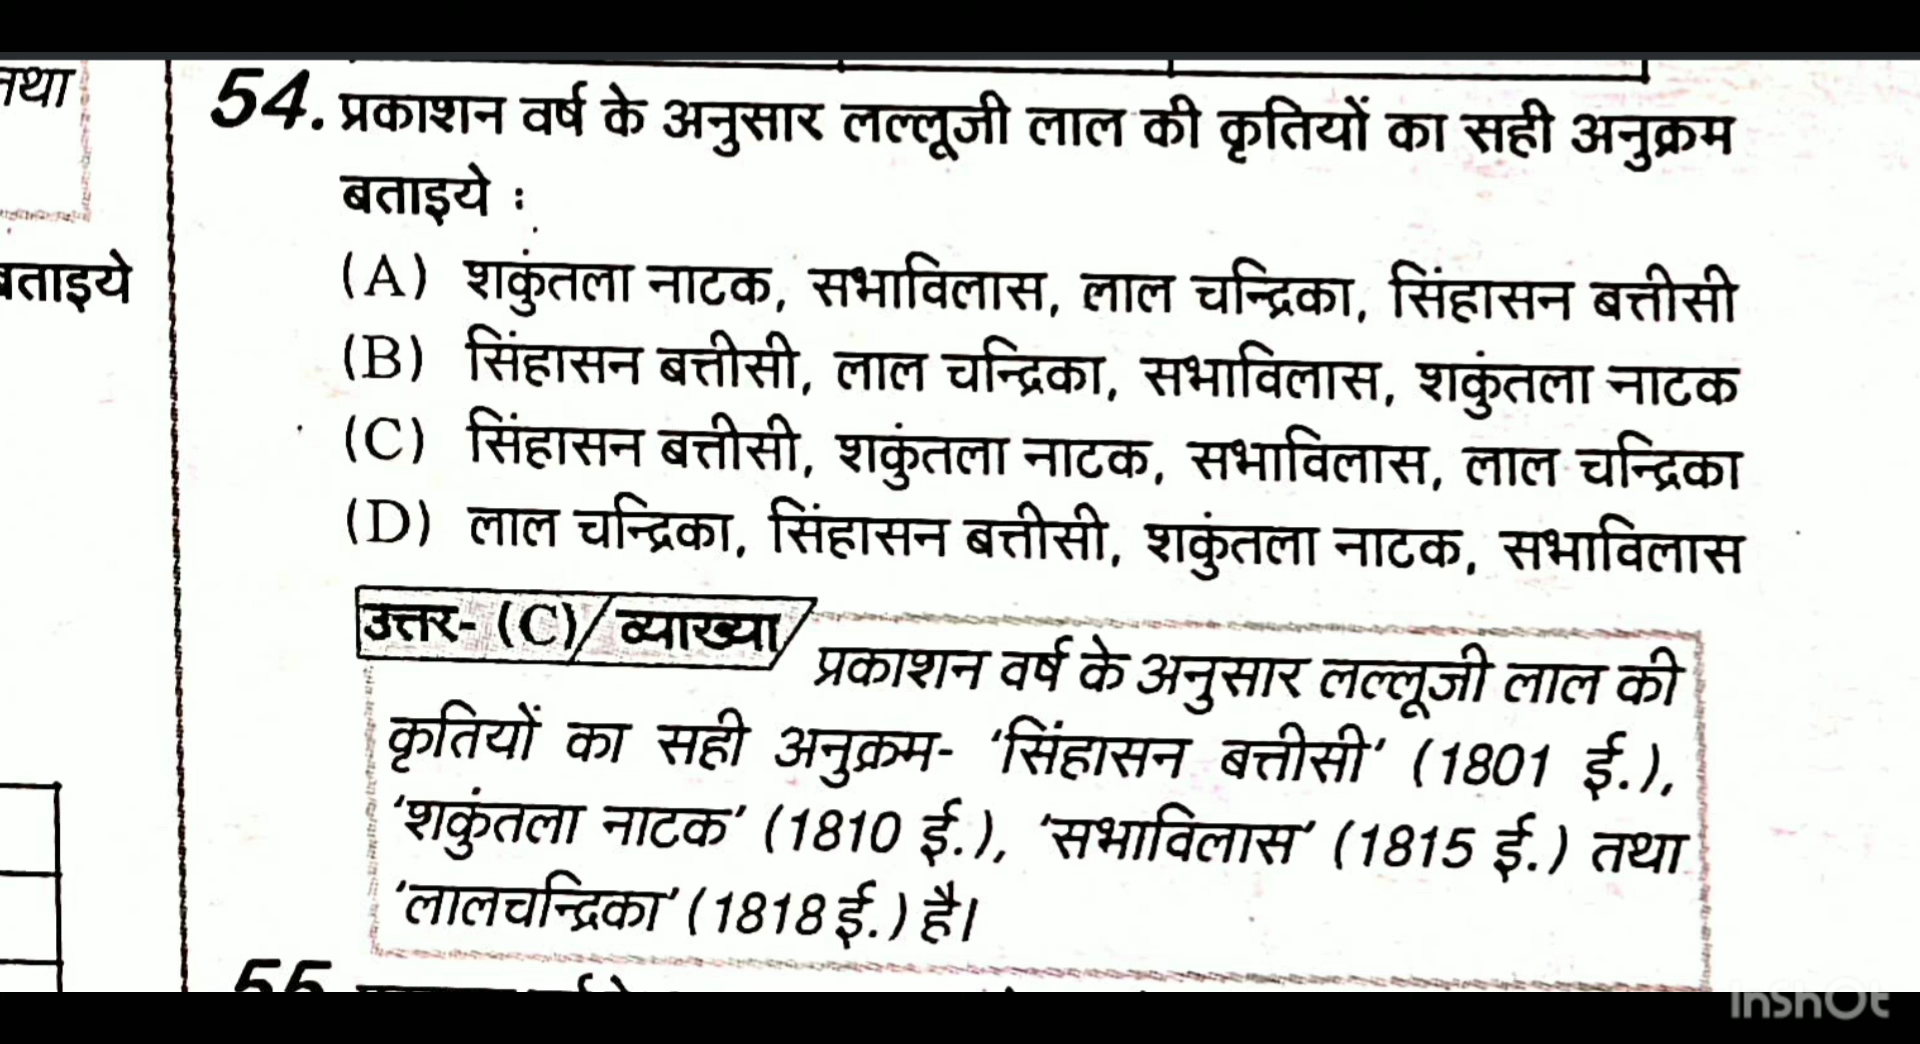 तथा
बताइये
54. प्रकाशन वर्ष के अनुसार लल्लूजी लाल की कृतियों का सही अनुक्रम
बताइये :
(A) शकुंतला नाटक, सभाविलास, लाल चन्द्रिका, सिंहासन बत्तीसी
(B) सिंहासन बत्तीसी, लाल चन्द्रिका, सभाविलास, शकुंतला नाटक
(C) सिंहासन बत्तीसी, शकुंतला नाटक, सभाविलास, लाल चन्द्रिका
(D) लाल चन्द्रिका, सिंहासन बत्तीसी, शकुंतला नाटक, सभाविलास
उत्तर- (C)/ व्याख्या/ प्रकाशन वर्ष के अनुसार लल्लूजी लाल की
कृतियों का सही अनुक्रम- ‘सिंहासन बत्तीसी’ (1801 ई.),
‘शकुंतला नाटक’ (1810 ई.), ‘सभाविलास’ (1815 ई.) तथा
‘लालचन्द्रिका’ (1818 ई.) है।
55
InShOt